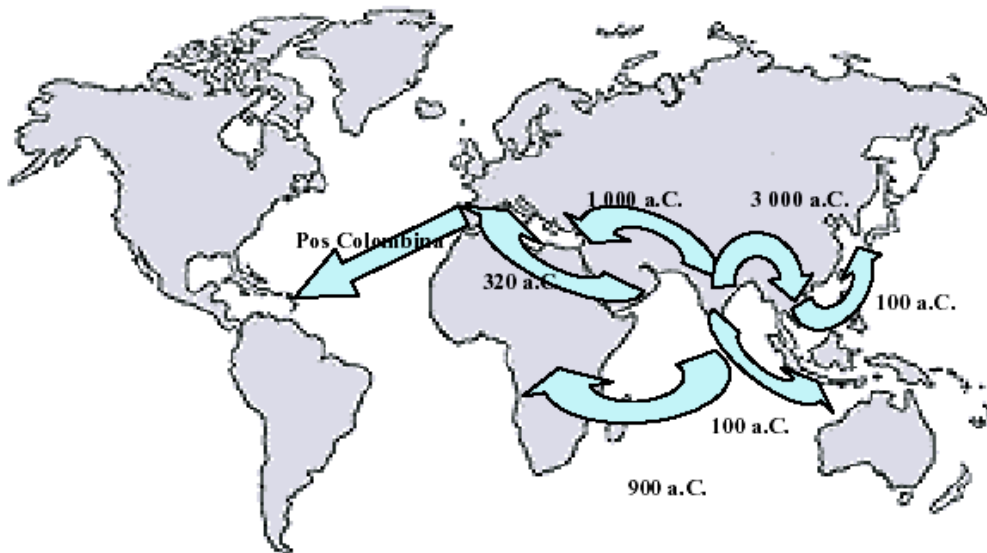 1 000 a.C.
3 000 a.C.
Pos Colombina
320 a.C.
100 a.C.
100 a.C.
900 a.C.